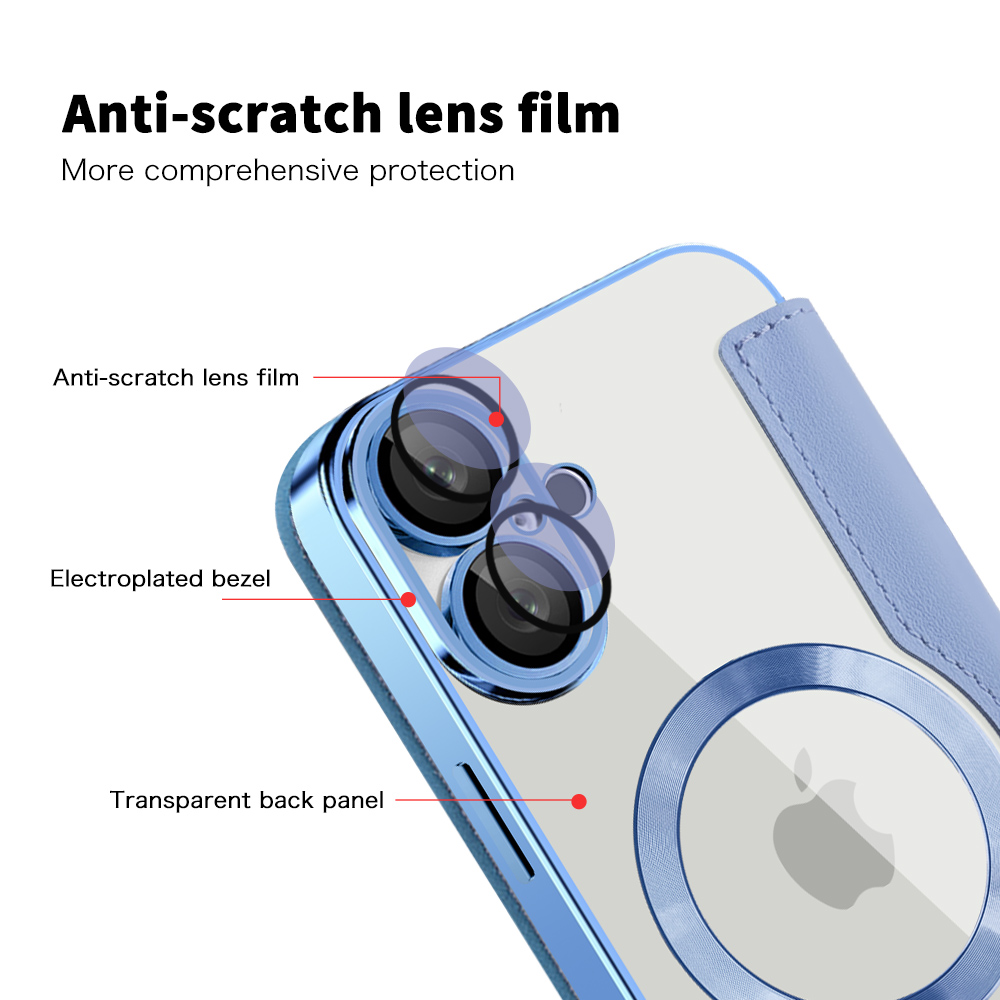 Anti-scratch lens film
More comprehensive protection
Anti-scratch lens film
Electroplated bezel
Transparent back panel